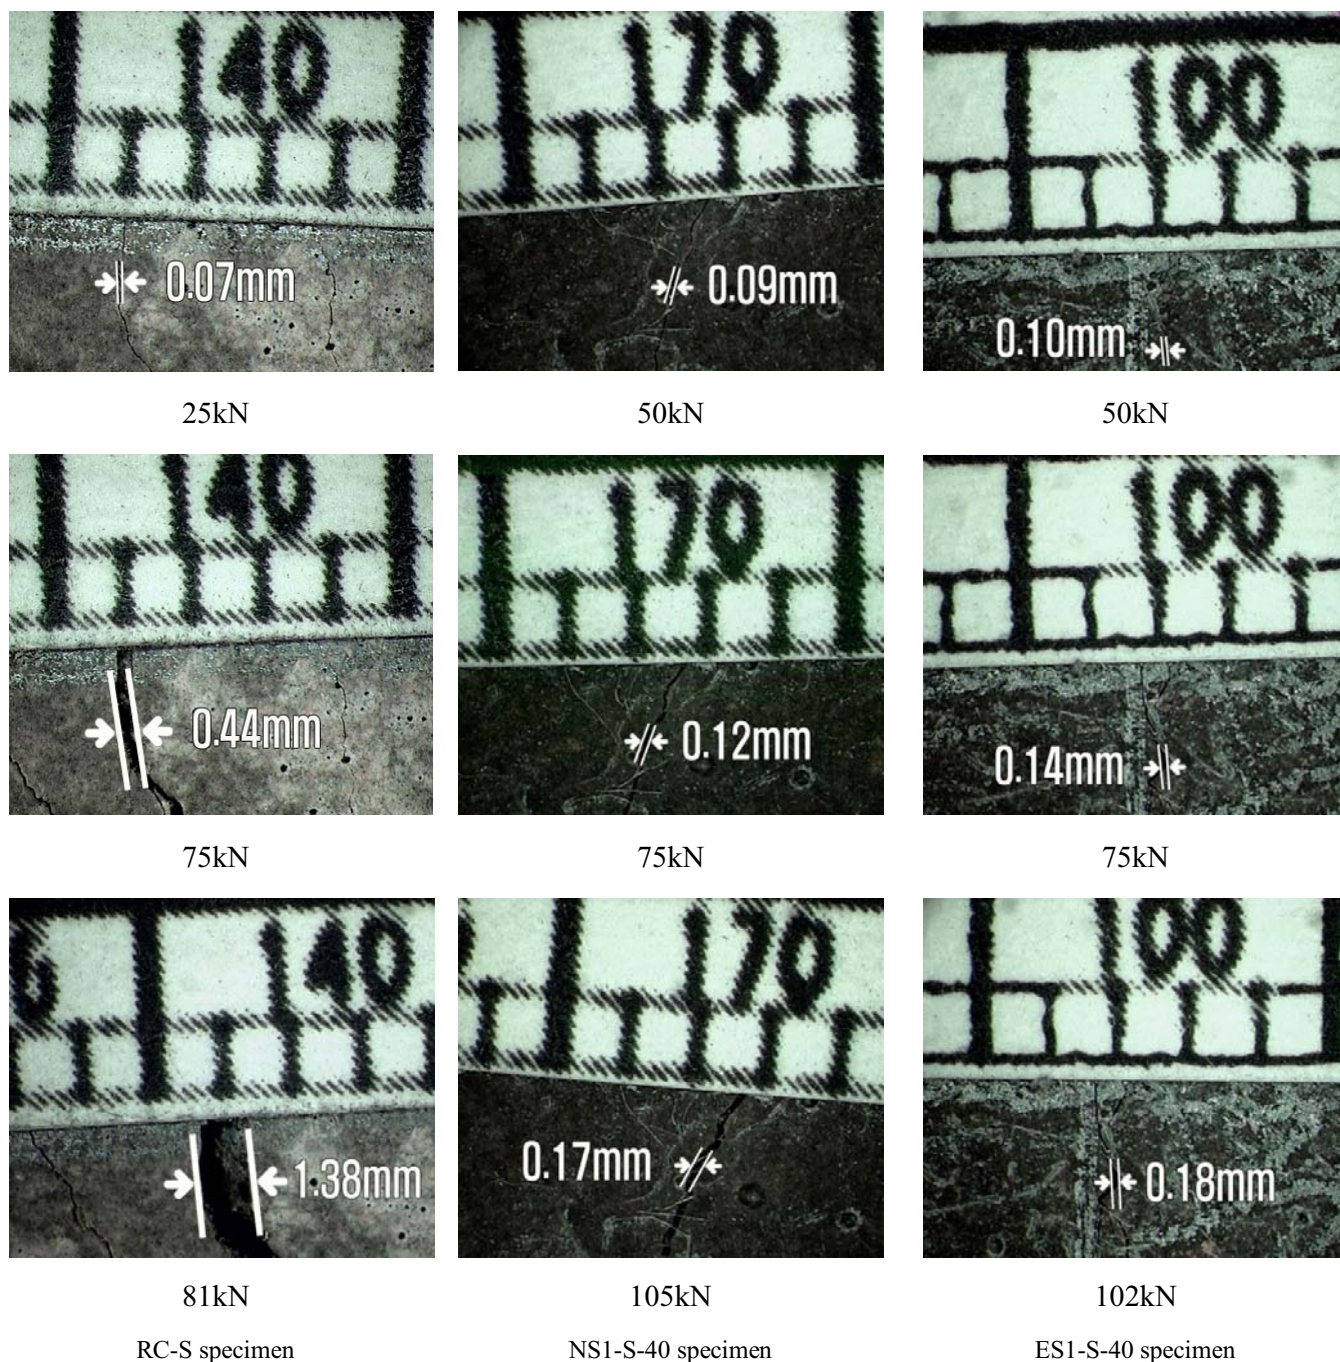 140
170
100
0.07mm
0.09mm
0.10mm
25kN
50kN
50kN
140
170
100
0.44mm
0.12mm
0.14mm
75kN
75kN
75kN
140
170
100
1.38mm
0.17mm
0.18mm
81kN
105kN
102kN
RC-S specimen
NS1-S-40 specimen
ES1-S-40 specimen